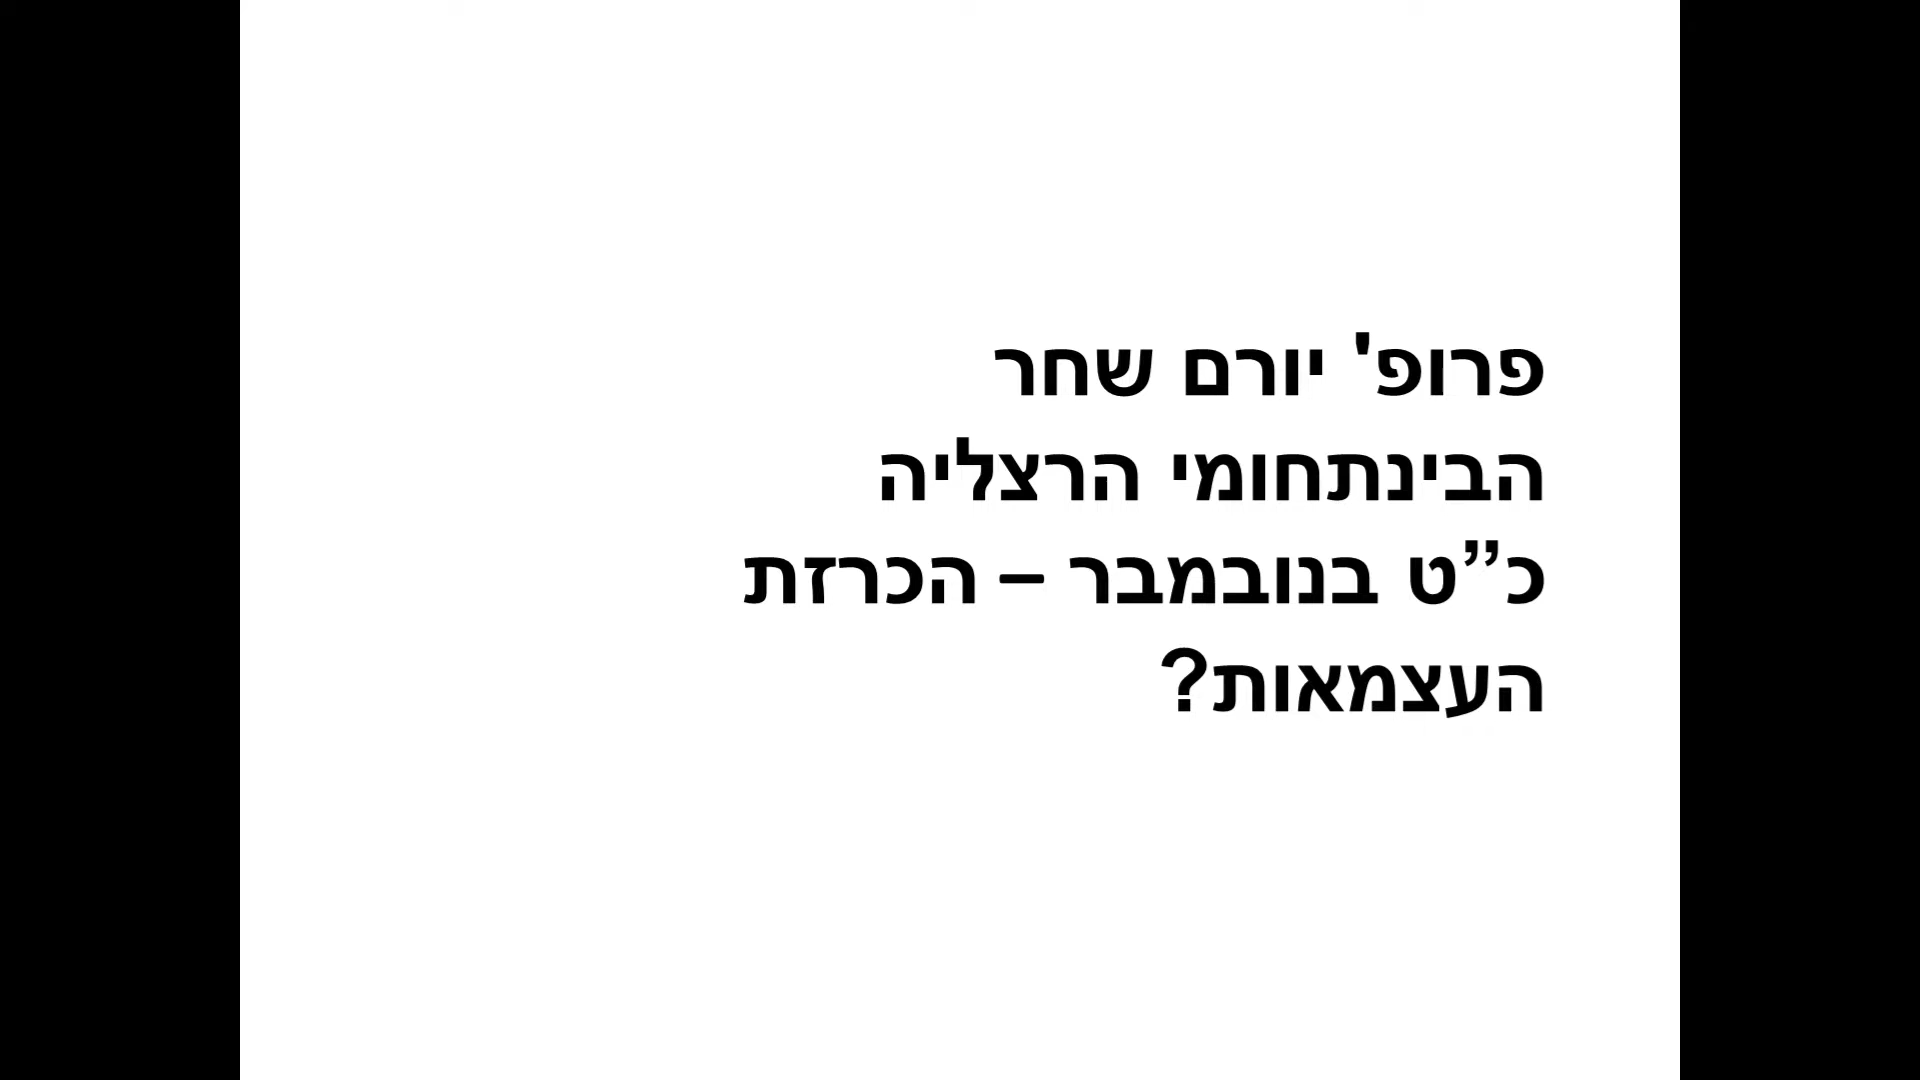 פרופ' יורם שחר
הבינתחומי הרצליה
כ”ט בנובמבר – הכרזת
העצמאות?